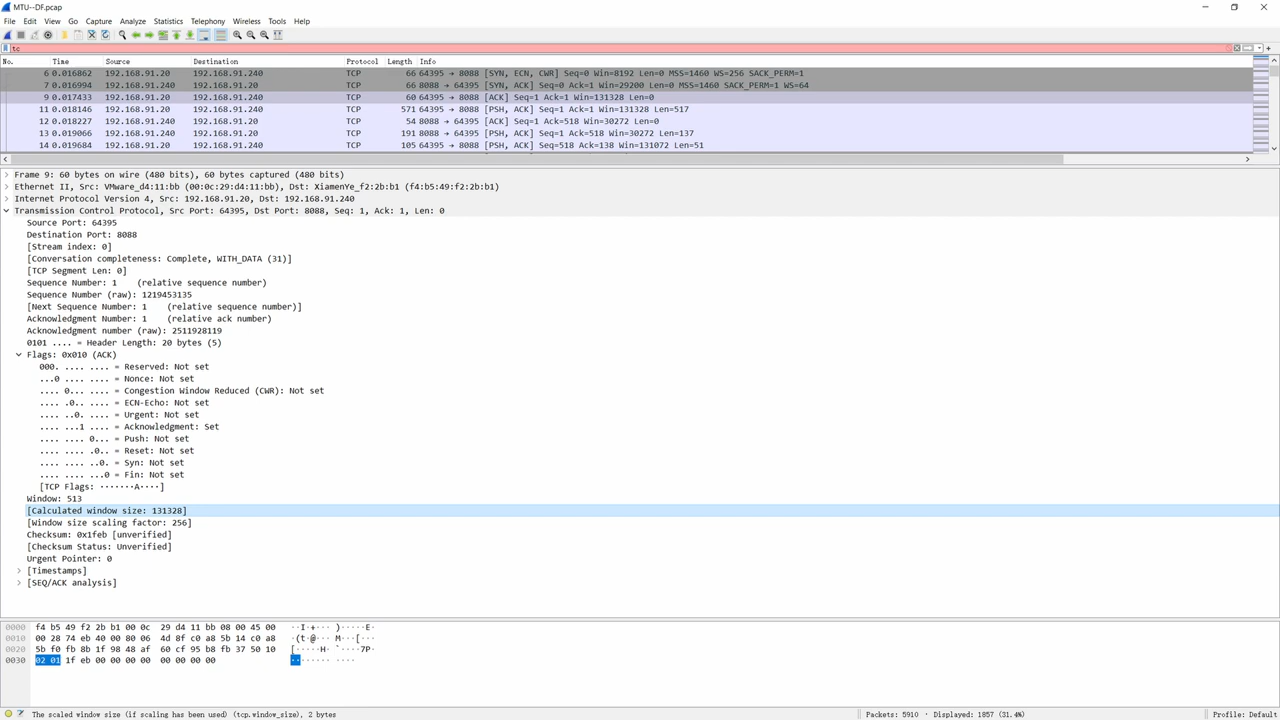 MTU--DF.pcap
File Edit View Go Capture Analyze Statistics Telephony Wireless Tools Help
tc
No. Time Source Destination Protocol Length Info
6 0.016862 192.168.91.20 192.168.91.240 TCP 66 64395 → 8088 [SYN, ECN, CWR] Seq=0 Win=8192 Len=0 MSS=1460 WS=256 SACK_PERM=1
7 0.016994 192.168.91.240 192.168.91.20 TCP 66 8088 → 64395 [SYN, ACK] Seq=0 Ack=1 Win=29200 Len=0 MSS=1460 SACK_PERM=1 WS=64
9 0.017433 192.168.91.20 192.168.91.240 TCP 60 64395 → 8088 [ACK] Seq=1 Ack=1 Win=131328 Len=0
11 0.018146 192.168.91.20 192.168.91.240 TCP 571 64395 → 8088 [PSH, ACK] Seq=1 Ack=1 Win=131328 Len=517
12 0.018227 192.168.91.240 192.168.91.20 TCP 54 8088 → 64395 [ACK] Seq=1 Ack=518 Win=30272 Len=0
13 0.019066 192.168.91.240 192.168.91.20 TCP 191 8088 → 64395 [PSH, ACK] Seq=1 Ack=518 Win=30272 Len=137
14 0.019684 192.168.91.20 192.168.91.240 TCP 105 64395 → 8088 [PSH, ACK] Seq=518 Ack=138 Win=131072 Len=51
Frame 9: 60 bytes on wire (480 bits), 60 bytes captured (480 bits)
Ethernet II, Src: VMware_d4:11:bb (00:0c:29:d4:11:bb), Dst: XiamenYe_f2:2b:b1 (f4:b5:49:f2:2b:b1)
Internet Protocol Version 4, Src: 192.168.91.20, Dst: 192.168.91.240
Transmission Control Protocol, Src Port: 64395, Dst Port: 8088, Seq: 1, Ack: 1, Len: 0
Source Port: 64395
Destination Port: 8088
[Stream index: 0]
[Conversation completeness: Complete, WITH_DATA (31)]
[TCP Segment Len: 0]
Sequence Number: 1 (relative sequence number)
Sequence Number (raw): 1219453135
[Next Sequence Number: 1 (relative sequence number)]
Acknowledgment Number: 1 (relative ack number)
Acknowledgment number (raw): 2511928119
0101 .... = Header Length: 20 bytes (5)
Flags: 0x010 (ACK)
000. .... .... = Reserved: Not set
...0 .... .... = Nonce: Not set
.... 0... .... = Congestion Window Reduced (CWR): Not set
.... .0.. .... = ECN-Echo: Not set
.... ..0. .... = Urgent: Not set
.... ...1 .... = Acknowledgment: Set
.... .... 0... = Push: Not set
.... .... .0.. = Reset: Not set
.... .... ..0. = Syn: Not set
.... .... ...0 = Fin: Not set
[TCP Flags: ·······A····]
Window: 513
[Calculated window size: 131328]
[Window size scaling factor: 256]
Checksum: 0x1feb [unverified]
[Checksum Status: Unverified]
Urgent Pointer: 0
[Timestamps]
[SEQ/ACK analysis]
0000 f4 b5 49 f2 2b b1 00 0c 29 d4 11 bb 08 00 45 00 ··I·+··· )·····E·
0010 00 28 74 eb 40 00 80 06 4d 8f c0 a8 5b 14 c0 a8 ·(t·@··· M···[···
0020 5b f0 fb 8b 1f 98 48 af 60 cf 95 b8 fb 37 50 10 [·····H· `····7P·
0030 02 01 1f eb 00 00 00 00 00 00 00 00 ········ ····
The scaled window size (if scaling has been used) (tcp.window_size), 2 bytes Packets: 5910 · Displayed: 1857 (31.4%) Profile: Default